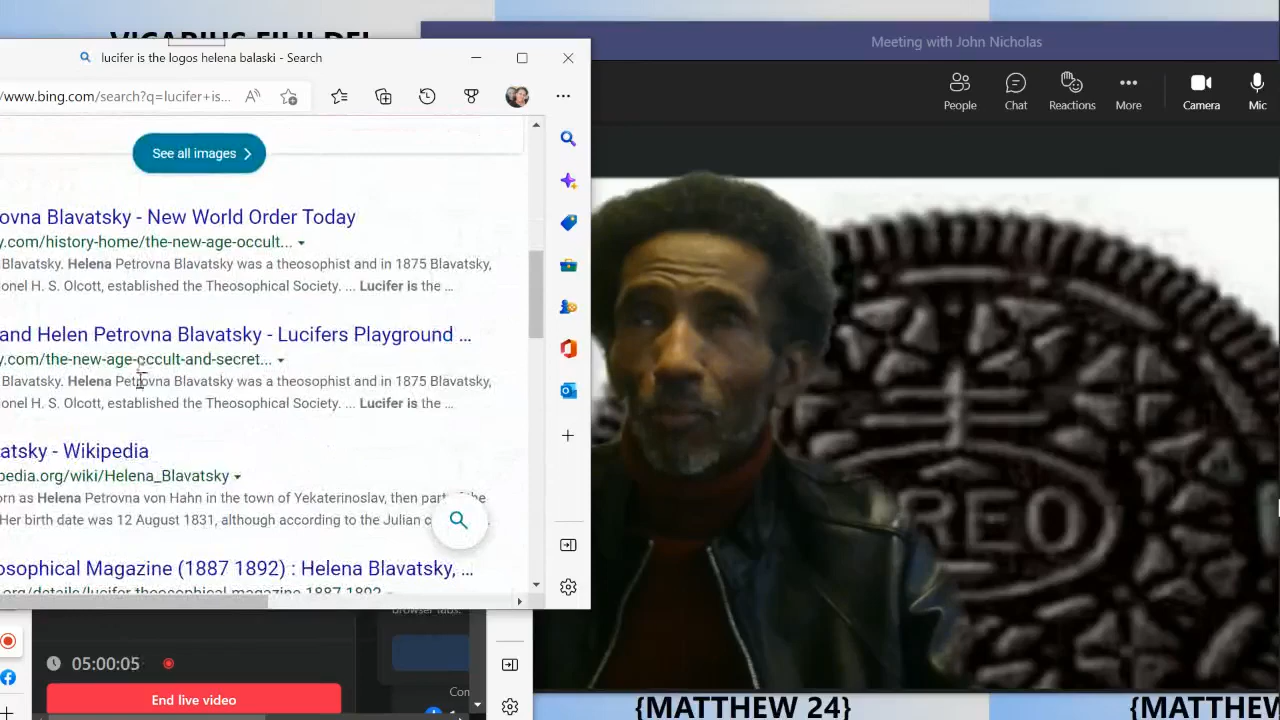 lucifer is the logos helena balaski - Search
Meeting with John Nicholas
/www.bing.com/search?q=lucifer+is...
People
Chat
Reactions
More
Camera
Mic
See all images
ovna Blavatsky - New World Order Today
y.com/history-home/the-new-age-occult...
Blavatsky. Helena Petrovna Blavatsky was a theosophist and in 1875 Blavatsky,
onel H. S. Olcott, established the Theosophical Society. ... Lucifer is the ...
and Helen Petrovna Blavatsky - Lucifers Playground ...
y.com/the-new-age-occult-and-secret...
Blavatsky. Helena Petrovna Blavatsky was a theosophist and in 1875 Blavatsky,
onel H. S. Olcott, established the Theosophical Society. ... Lucifer is the ...
atsky - Wikipedia
pedia.org/wiki/Helena_Blavatsky
orn as Helena Petrovna von Hahn in the town of Yekaterinoslav, then part of the
Her birth date was 12 August 1831, although according to the Julian c
osophical Magazine (1887 1892) : Helena Blavatsky, ...
REO
browser tabs.
05:00:05
End live video
Co
{MATTHEW 24}
{MATTHEW